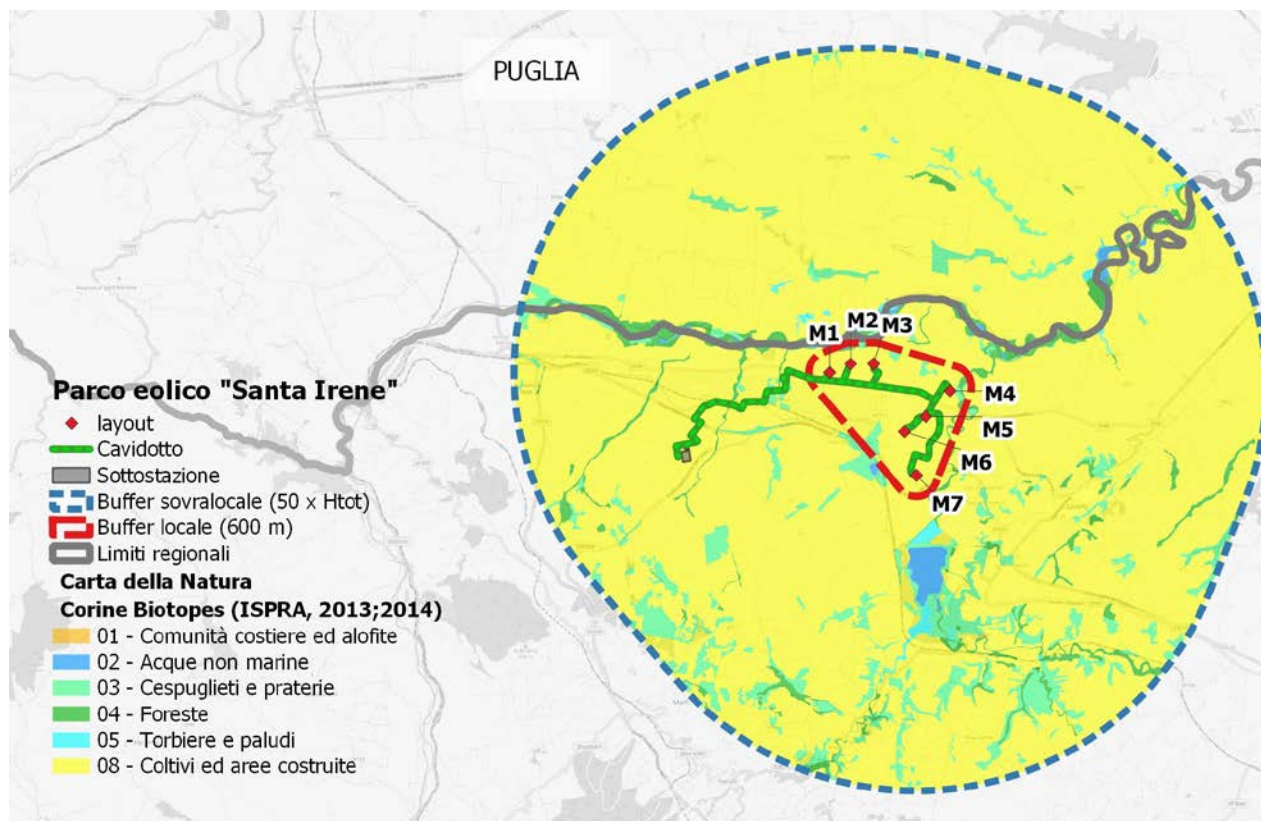 PUGLIA
M1
M2
M3
M4
M5
M6
M7
Parco eolico "Santa Irene"
layout
Cavidotto
Sottostazione
Buffer sovralocale (50 x Htot)
Buffer locale (600 m)
Limiti regionali
Carta della Natura
Corine Biotopes (ISPRA, 2013;2014)
01 - Comunità costiere ed alofite
02 - Acque non marine
03 - Cespuglieti e praterie
04 - Foreste
05 - Torbiere e paludi
08 - Coltivi ed aree costruite